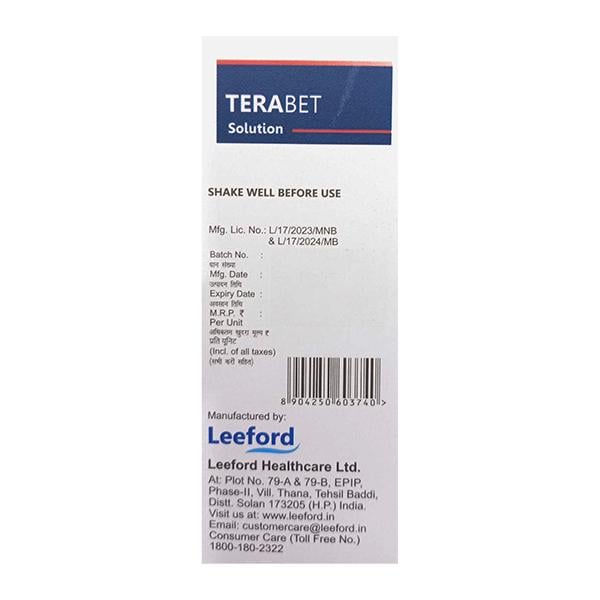 TERABET
Solution
SHAKE WELL BEFORE USE
Mfg. Lic. No.: L/17/2023/MNB
& L/17/2024/MB
Batch No. :
घान संख्या
Mfg. Date :
उत्पादन तिथि
Expiry Date :
अवसान तिथि
M.R.P. ₹ :
Per Unit
अधिकतम खुदरा मूल्य ₹
प्रति यूनिट
(Incl. of all taxes)
(सभी करों सहित)
8 904250 603740 >
Manufactured by:
Leeford
Leeford Healthcare Ltd.
At: Plot No. 79-A & 79-B, EPIP,
Phase-II, Vill. Thana, Tehsil Baddi,
Distt. Solan 173205 (H.P.) India.
Visit us at: www.leeford.in
Email: customercare@leeford.in
Consumer Care (Toll Free No.)
1800-180-2322